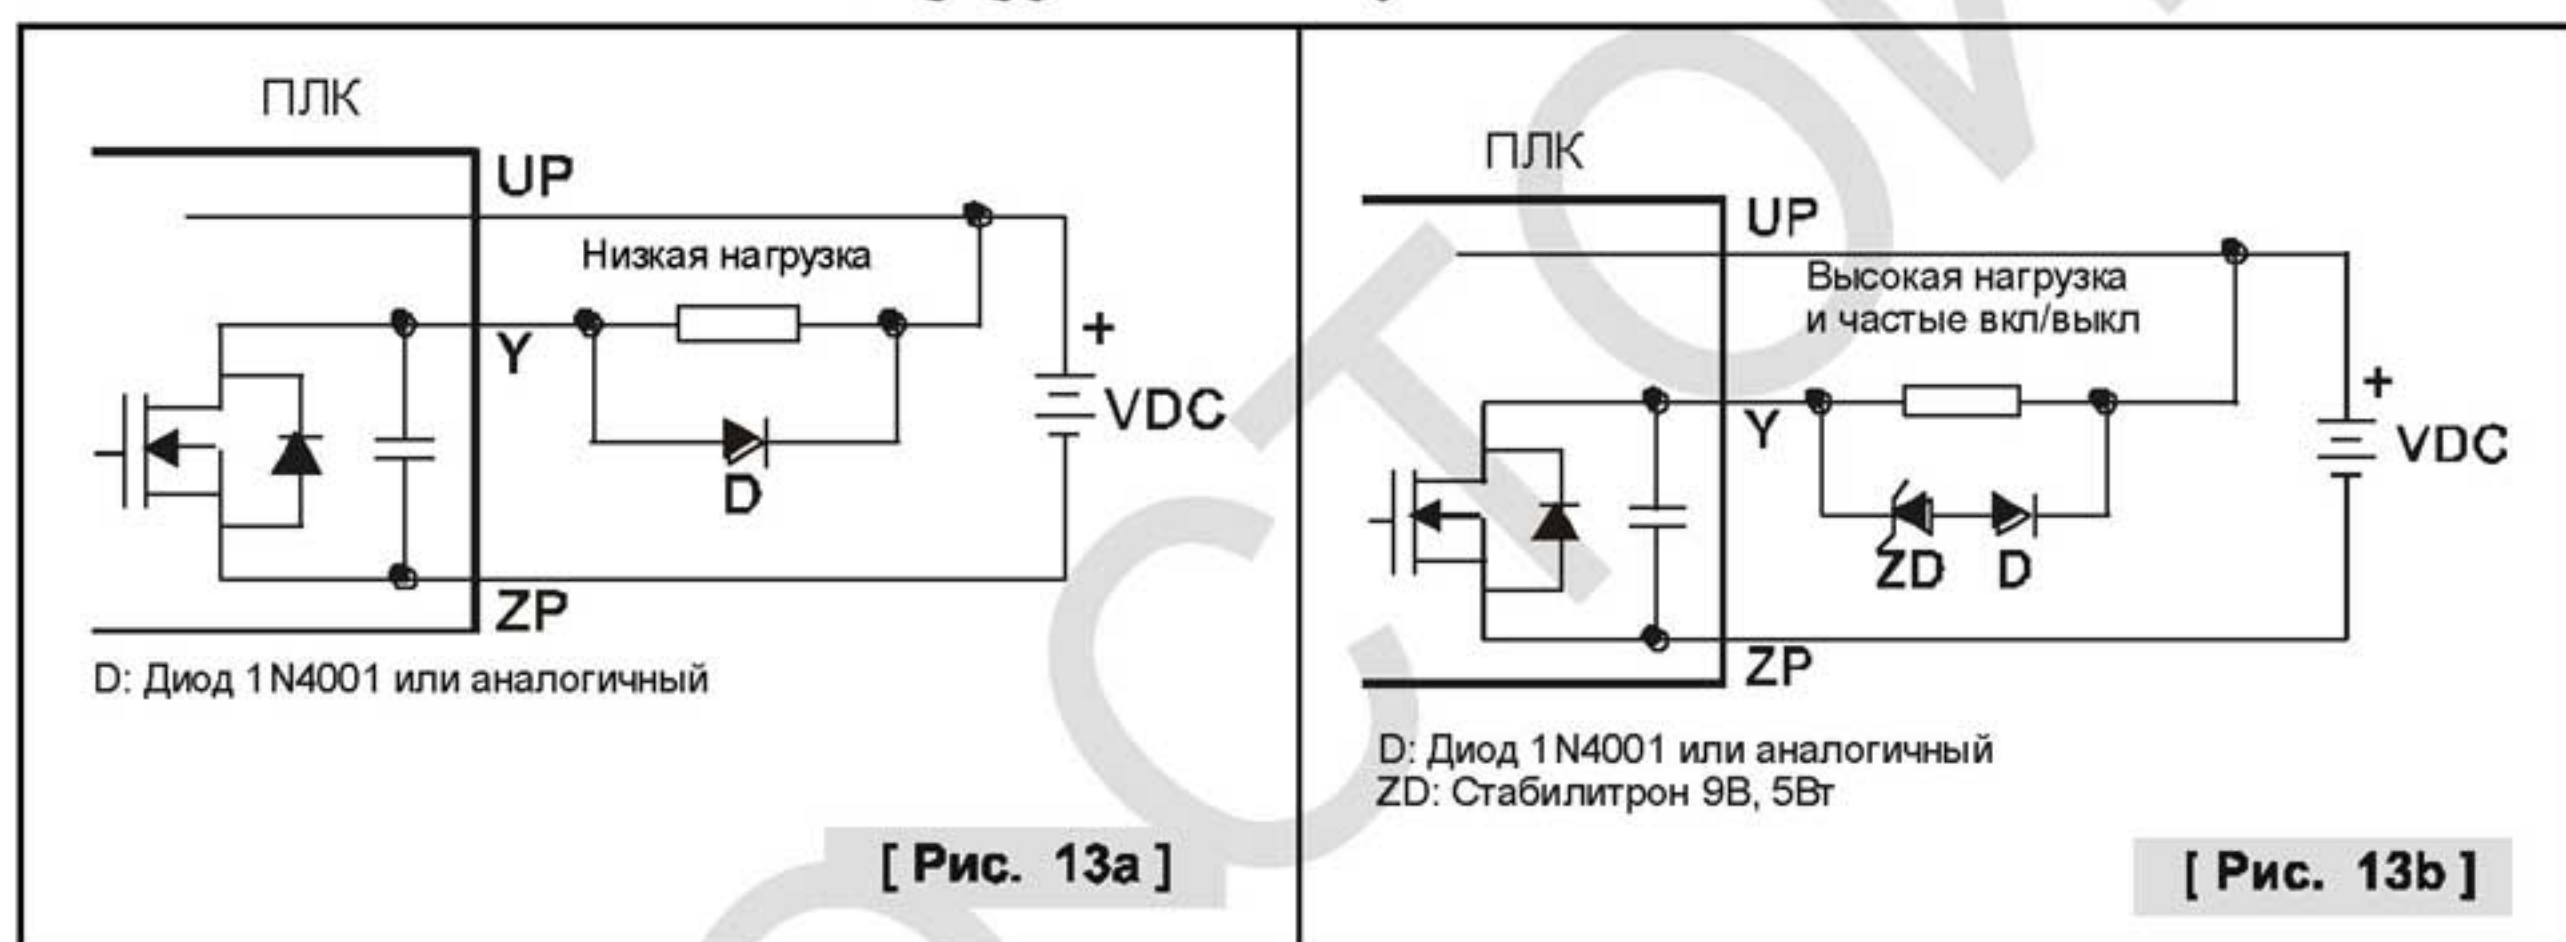 ПЛК
UP
Низкая нагрузка
Y
+
VDC
D
ZP
D: Диод 1N4001 или аналогичный
[ Рис. 13a ]
ПЛК
UP
Высокая нагрузка
и частые вкл/выкл
Y
+
VDC
ZD D
ZP
D: Диод 1N4001 или аналогичный
ZD: Стабилитрон 9В, 5Вт
[ Рис. 13b ]